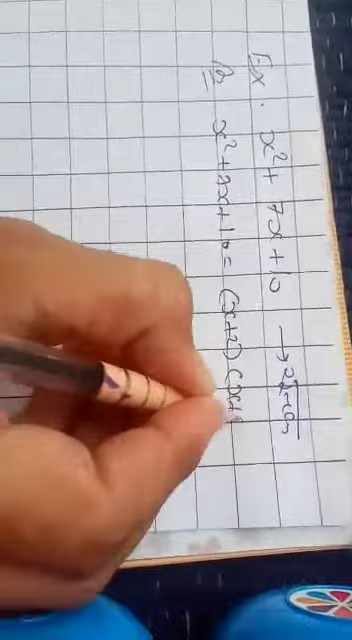 Ex. x² + 7x + 10 →
x² + 7x + 10 = (x+2) (x+